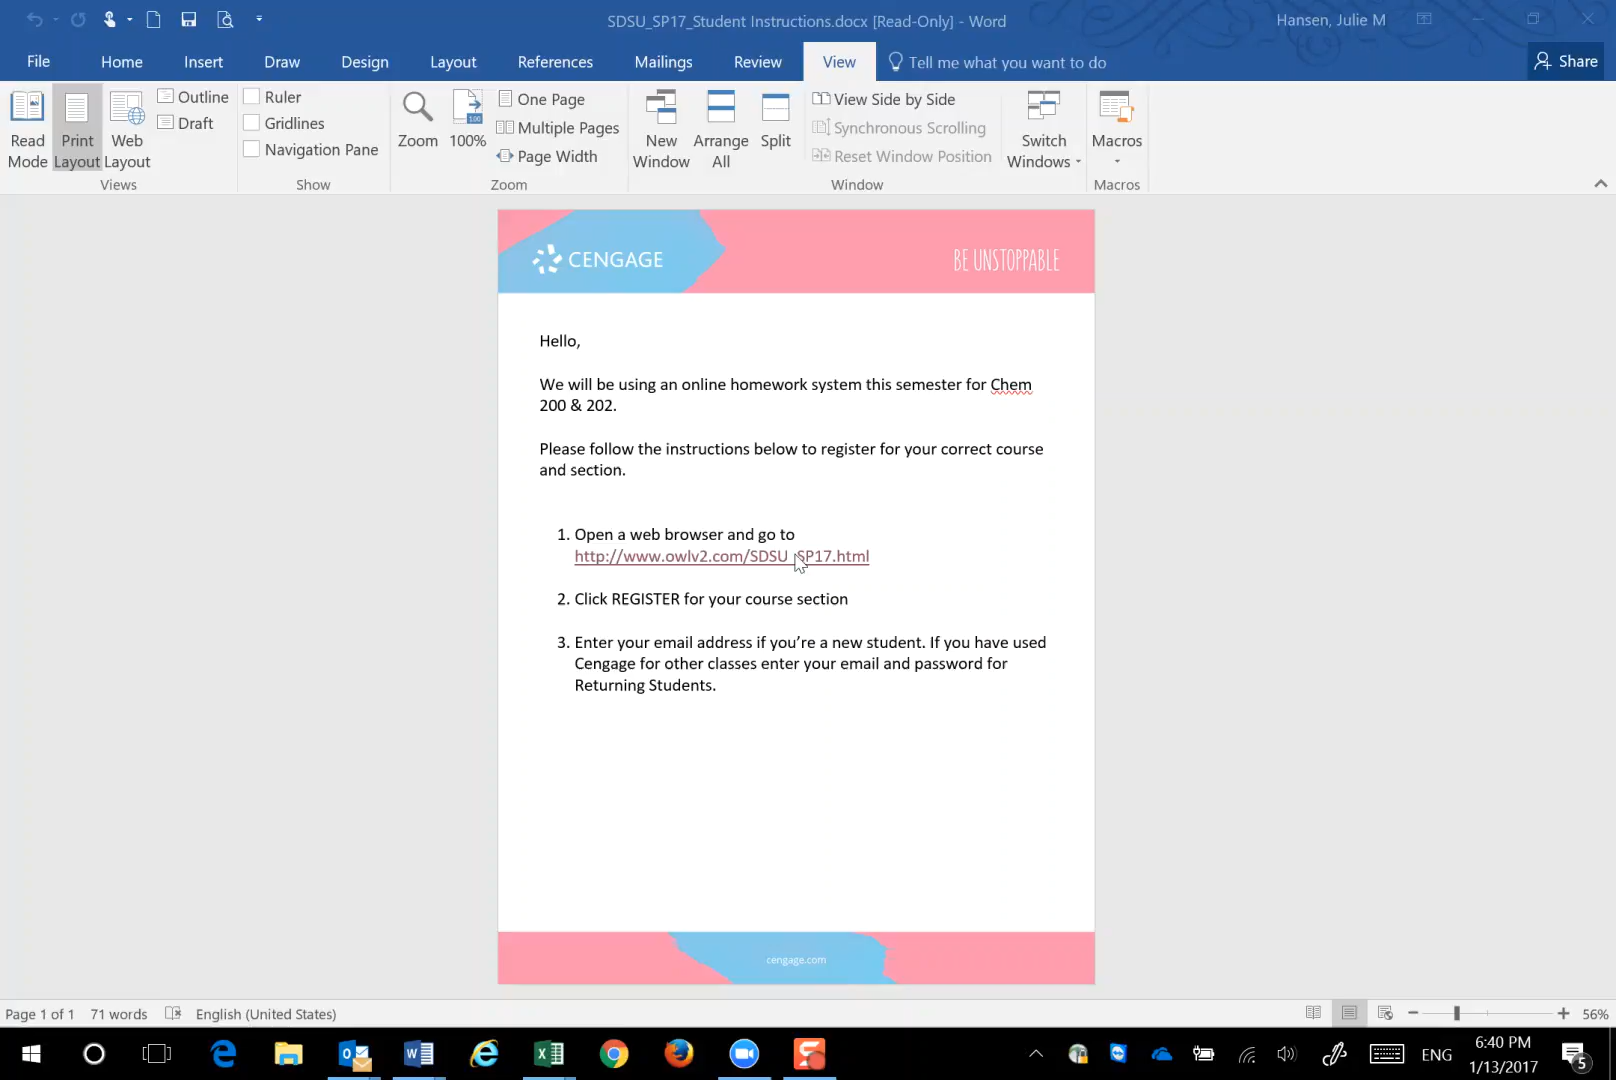 SDSU_SP17_Student Instructions.docx [Read-Only] - Word
Hansen, Julie M
File Home Insert Draw Design Layout References Mailings Review View Tell me what you want to do Share
Read Mode
Print Layout
Web Layout
Outline
Draft
Views
Ruler
Gridlines
Navigation Pane
Show
Zoom
100
100%
One Page
Multiple Pages
Page Width
Zoom
New Window
Arrange All
Split
View Side by Side
Synchronous Scrolling
Reset Window Position
Window
Switch Windows
Macros
Macros
CENGAGE
BE UNSTOPPABLE
Hello,
We will be using an online homework system this semester for Chem
200 & 202.
Please follow the instructions below to register for your correct course
and section.
1. Open a web browser and go to
http://www.owlv2.com/SDSU_SP17.html
2. Click REGISTER for your course section
3. Enter your email address if you’re a new student. If you have used
Cengage for other classes enter your email and password for
Returning Students.
cengage.com
Page 1 of 1 71 words English (United States) 56%
ENG
6:40 PM
1/13/2017
5